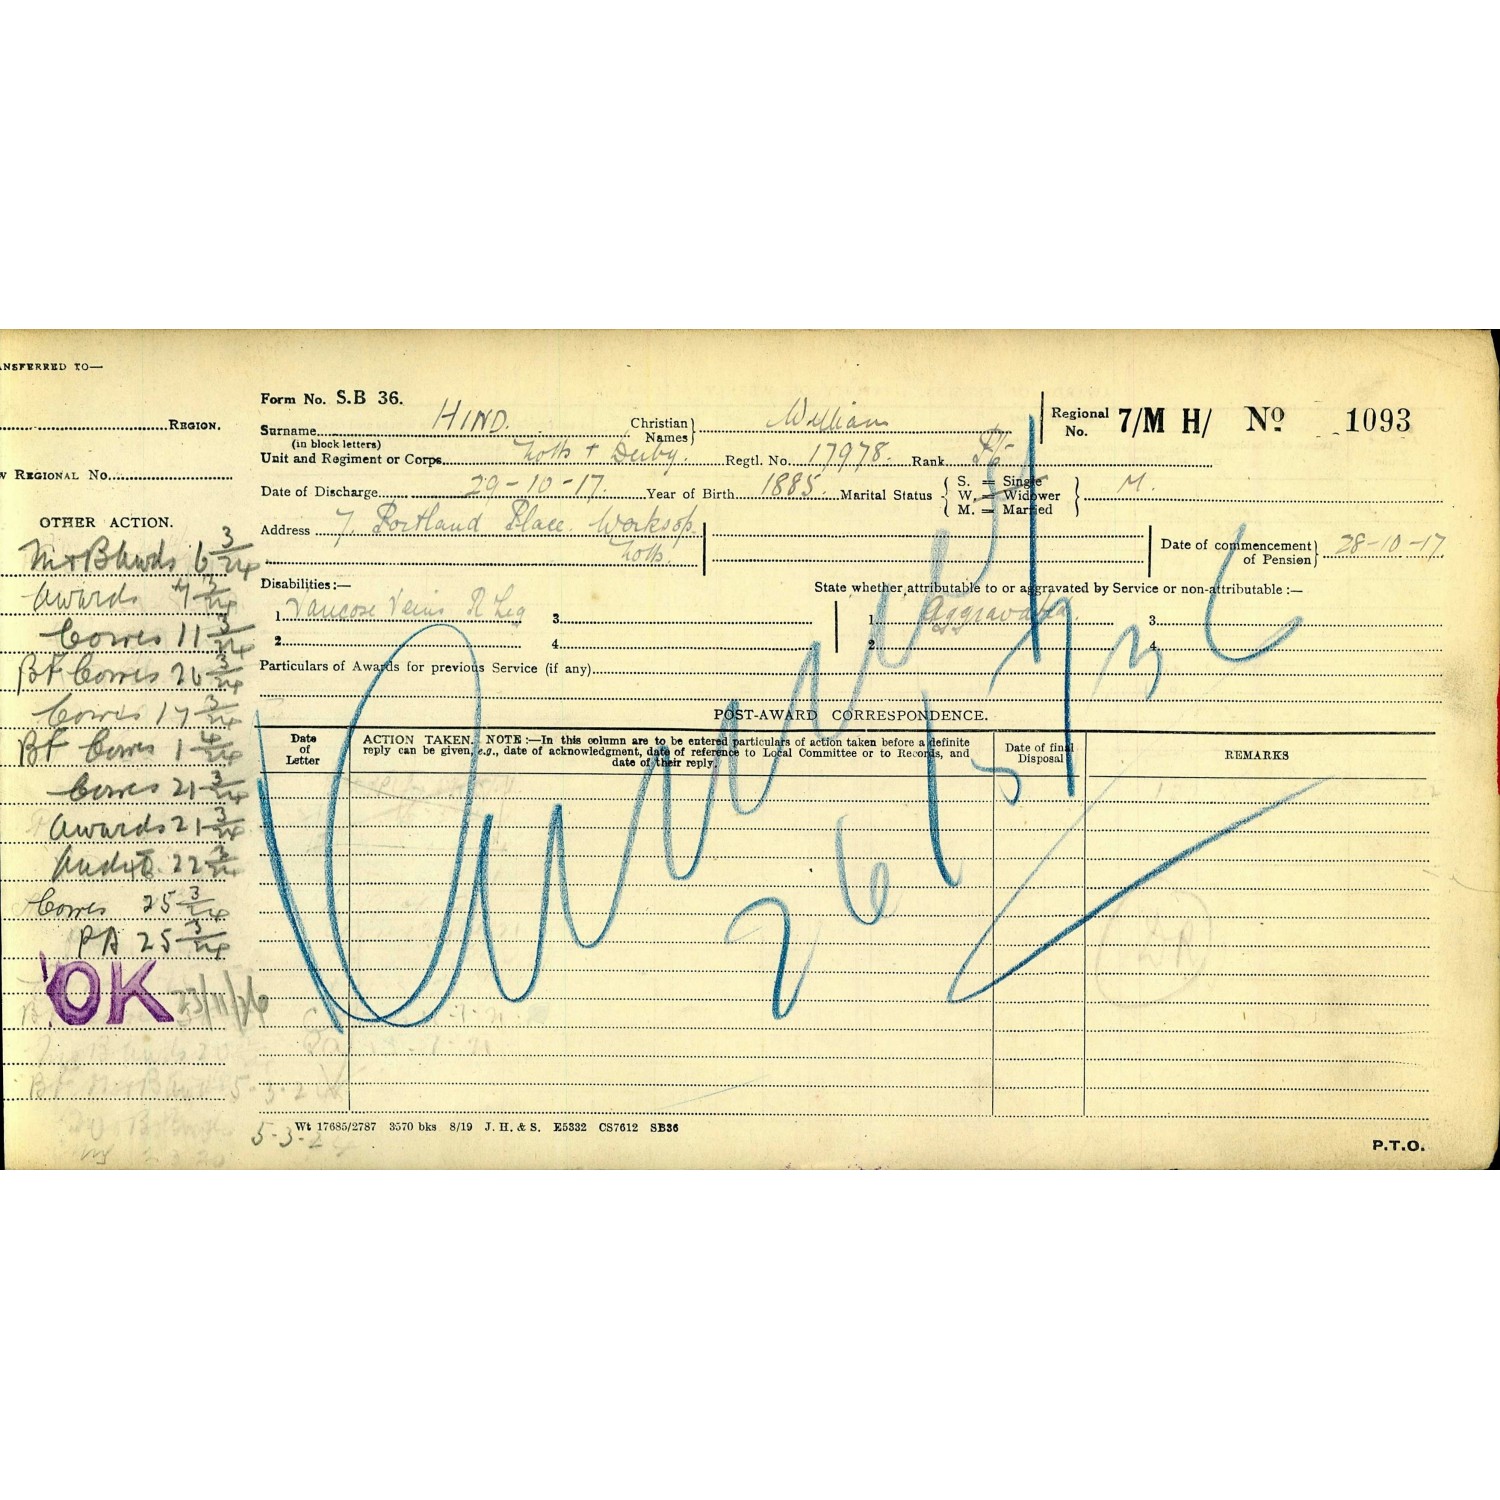 ANSFERRED TO—
REGION.
W REGIONAL No.
OTHER ACTION.
Awards
Corres 11 3/24
BF Corres 26 3/24
Corres 17 3/24
BF Corres 1 4/24
Corres 21 3/24
Awards 21 3/24
Audit 22 3/24
Corres 25 3/24
PA 25 3/24
OK 23/11/26
5-3-24
Form No. S.B 36.
Surname HIND. Christian Names} William
(in block letters)
Regional No. 7/M H/ No 1093
Unit and Regiment or Corps Notts + Derby. Regtl. No. 17978. Rank Pte
Date of Discharge 29-10-17. Year of Birth 1885. Marital Status { S. = Single W. = Widower M. = Married } M.
Address 7. Portland Place. Worksop.
Notts.
Date of commencement of Pension} 28-10-17
Disabilities:—
State whether attributable to or aggravated by Service or non-attributable:—
1. Varicose Veins R Leg 3. 1. Aggravated. 3.
2. 4. 2. 4.
Particulars of Awards for previous Service (if any)
POST-AWARD CORRESPONDENCE.
Date of Letter
ACTION TAKEN. NOTE:—In this column are to be entered particulars of action taken before a definite
reply can be given, e.g., date of acknowledgment, date of reference to Local Committee or to Records, and
date of their reply.
Date of final Disposal
REMARKS
Wt 17685/2787 3570 bks 8/19 J. H. & S. E5332 CS7612 SB36
P.T.O.